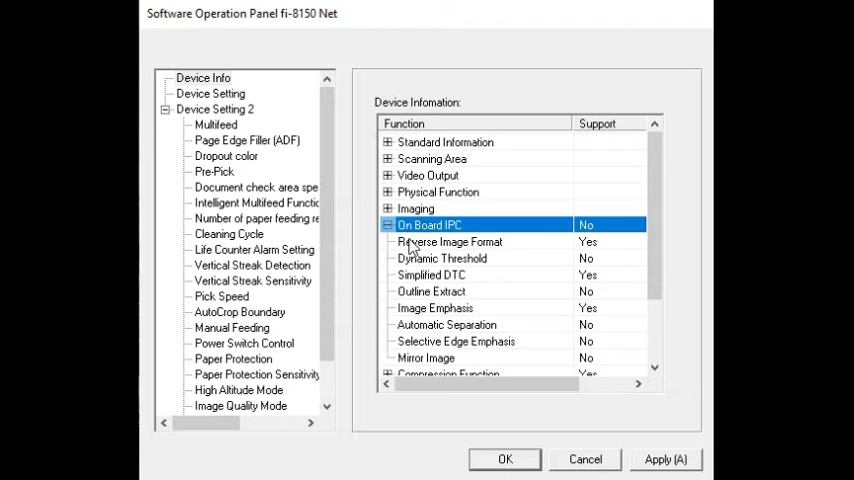 Software Operation Panel fi-8150 Net
Device Info
Device Setting
Device Setting 2
Multifeed
Page Edge Filler (ADF)
Dropout color
Pre-Pick
Document check area spe
Intelligent Multifeed Functic
Number of paper feeding re
Cleaning Cycle
Life Counter Alarm Setting
Vertical Streak Detection
Vertical Streak Sensitivity
Pick Speed
AutoCrop Boundary
Manual Feeding
Power Switch Control
Paper Protection
Paper Protection Sensitivity
High Altitude Mode
Image Quality Mode
Device Infomation:
Function Support
Standard Information
Scanning Area
Video Output
Physical Function
Imaging
On Board IPC No
Reverse Image Format Yes
Dynamic Threshold No
Simplified DTC Yes
Outline Extract No
Image Emphasis Yes
Automatic Separation No
Selective Edge Emphasis No
Mirror Image No
Compression Function Yes
OK Cancel Apply (A)